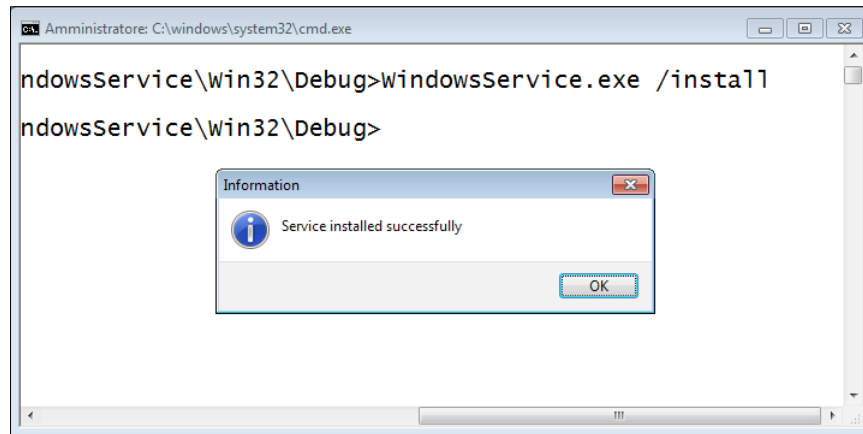 Amministratore: C:\windows\system32\cmd.exe
ndowsService\Win32\Debug>WindowsService.exe /install
ndowsService\Win32\Debug>
Information
Service installed successfully
OK